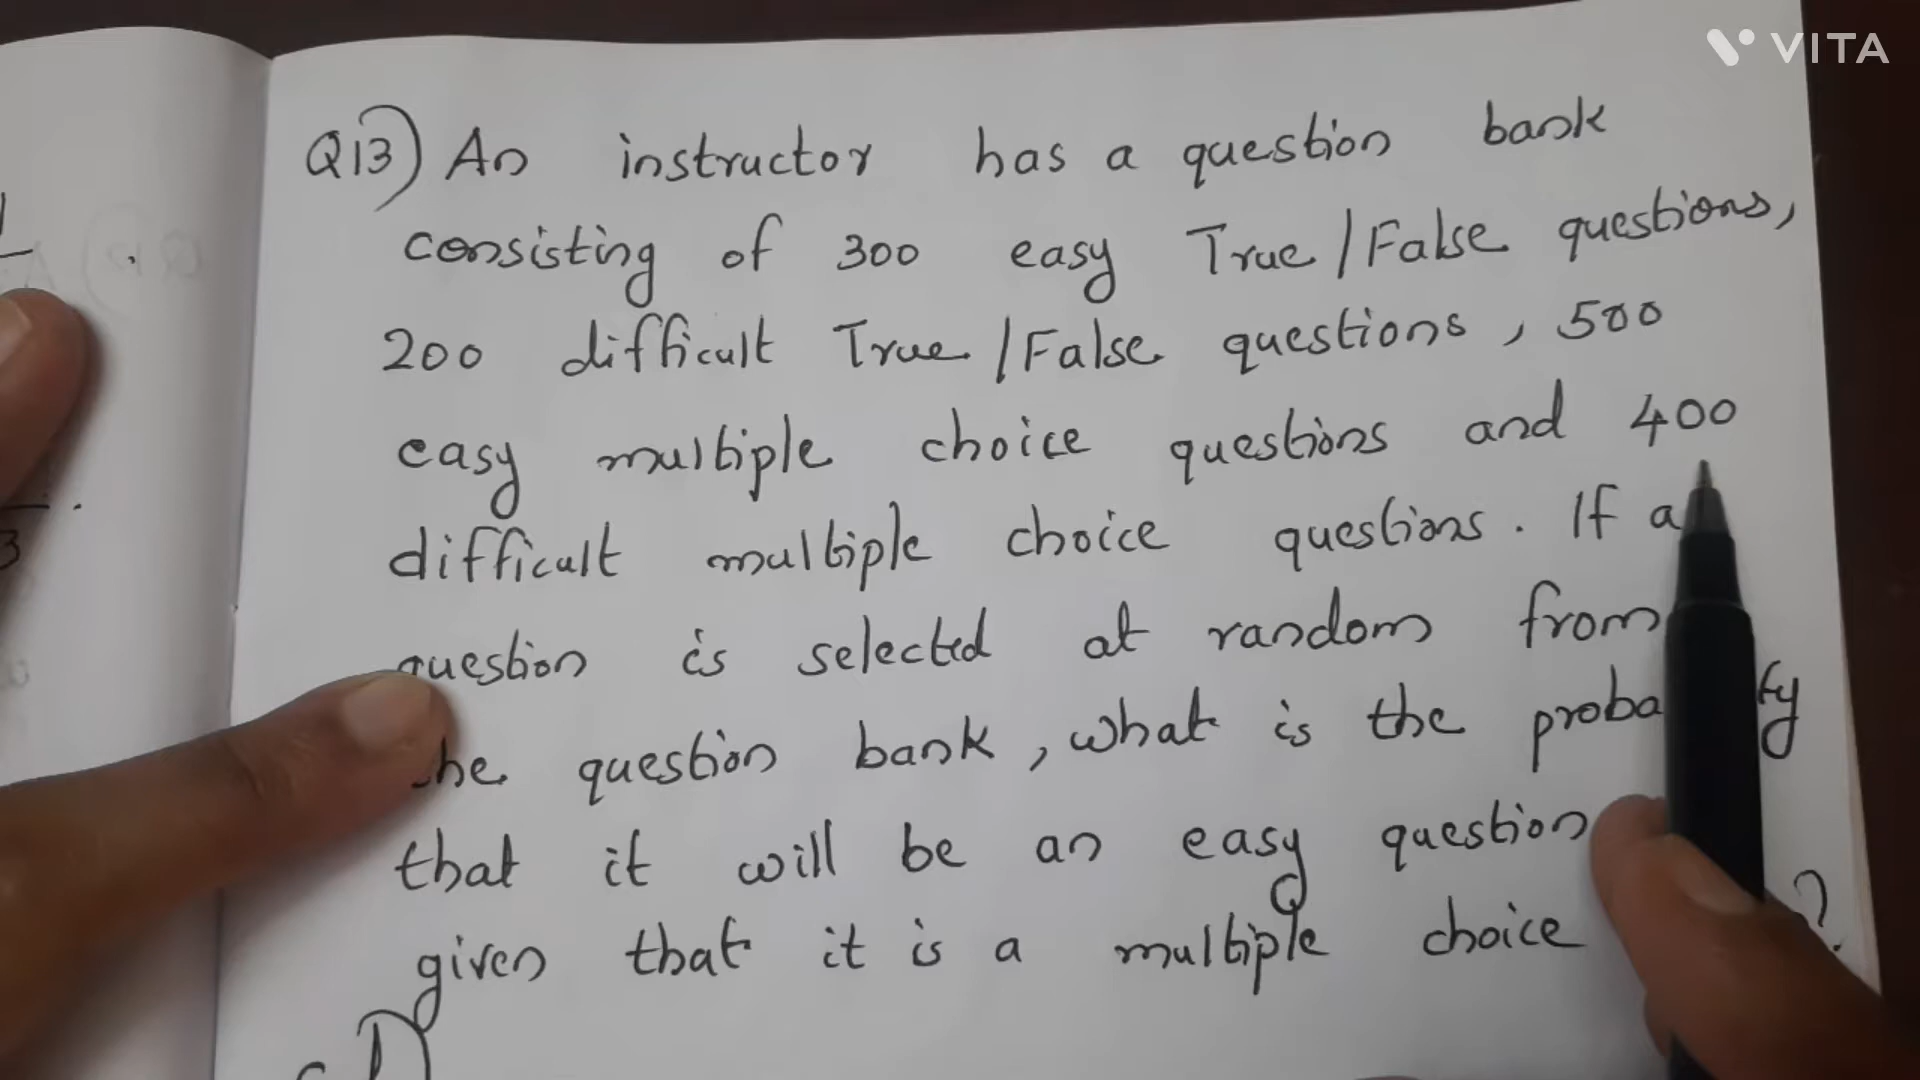 VITA
Q13) An instructor has a question bank
consisting of 300 easy True/False questions,
200 difficult True/False questions, 500
easy multiple choice questions and 400
difficult multiple choice questions. If a
question is selected at random from
the question bank, what is the
that it will be an easy question
given that it is a multiple choice ?